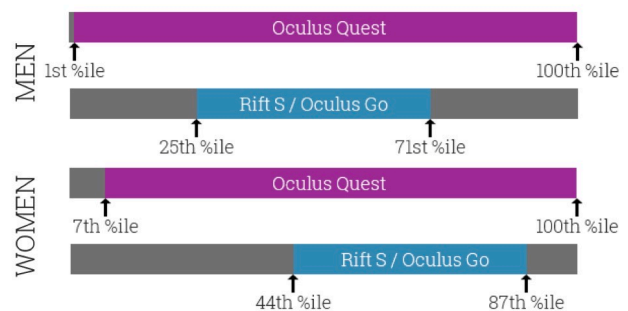 MEN
Oculus Quest
1st %ile 100th %ile
Rift S / Oculus Go
25th %ile 71st %ile
WOMEN
Oculus Quest
7th %ile 100th %ile
Rift S / Oculus Go
44th %ile 87th %ile